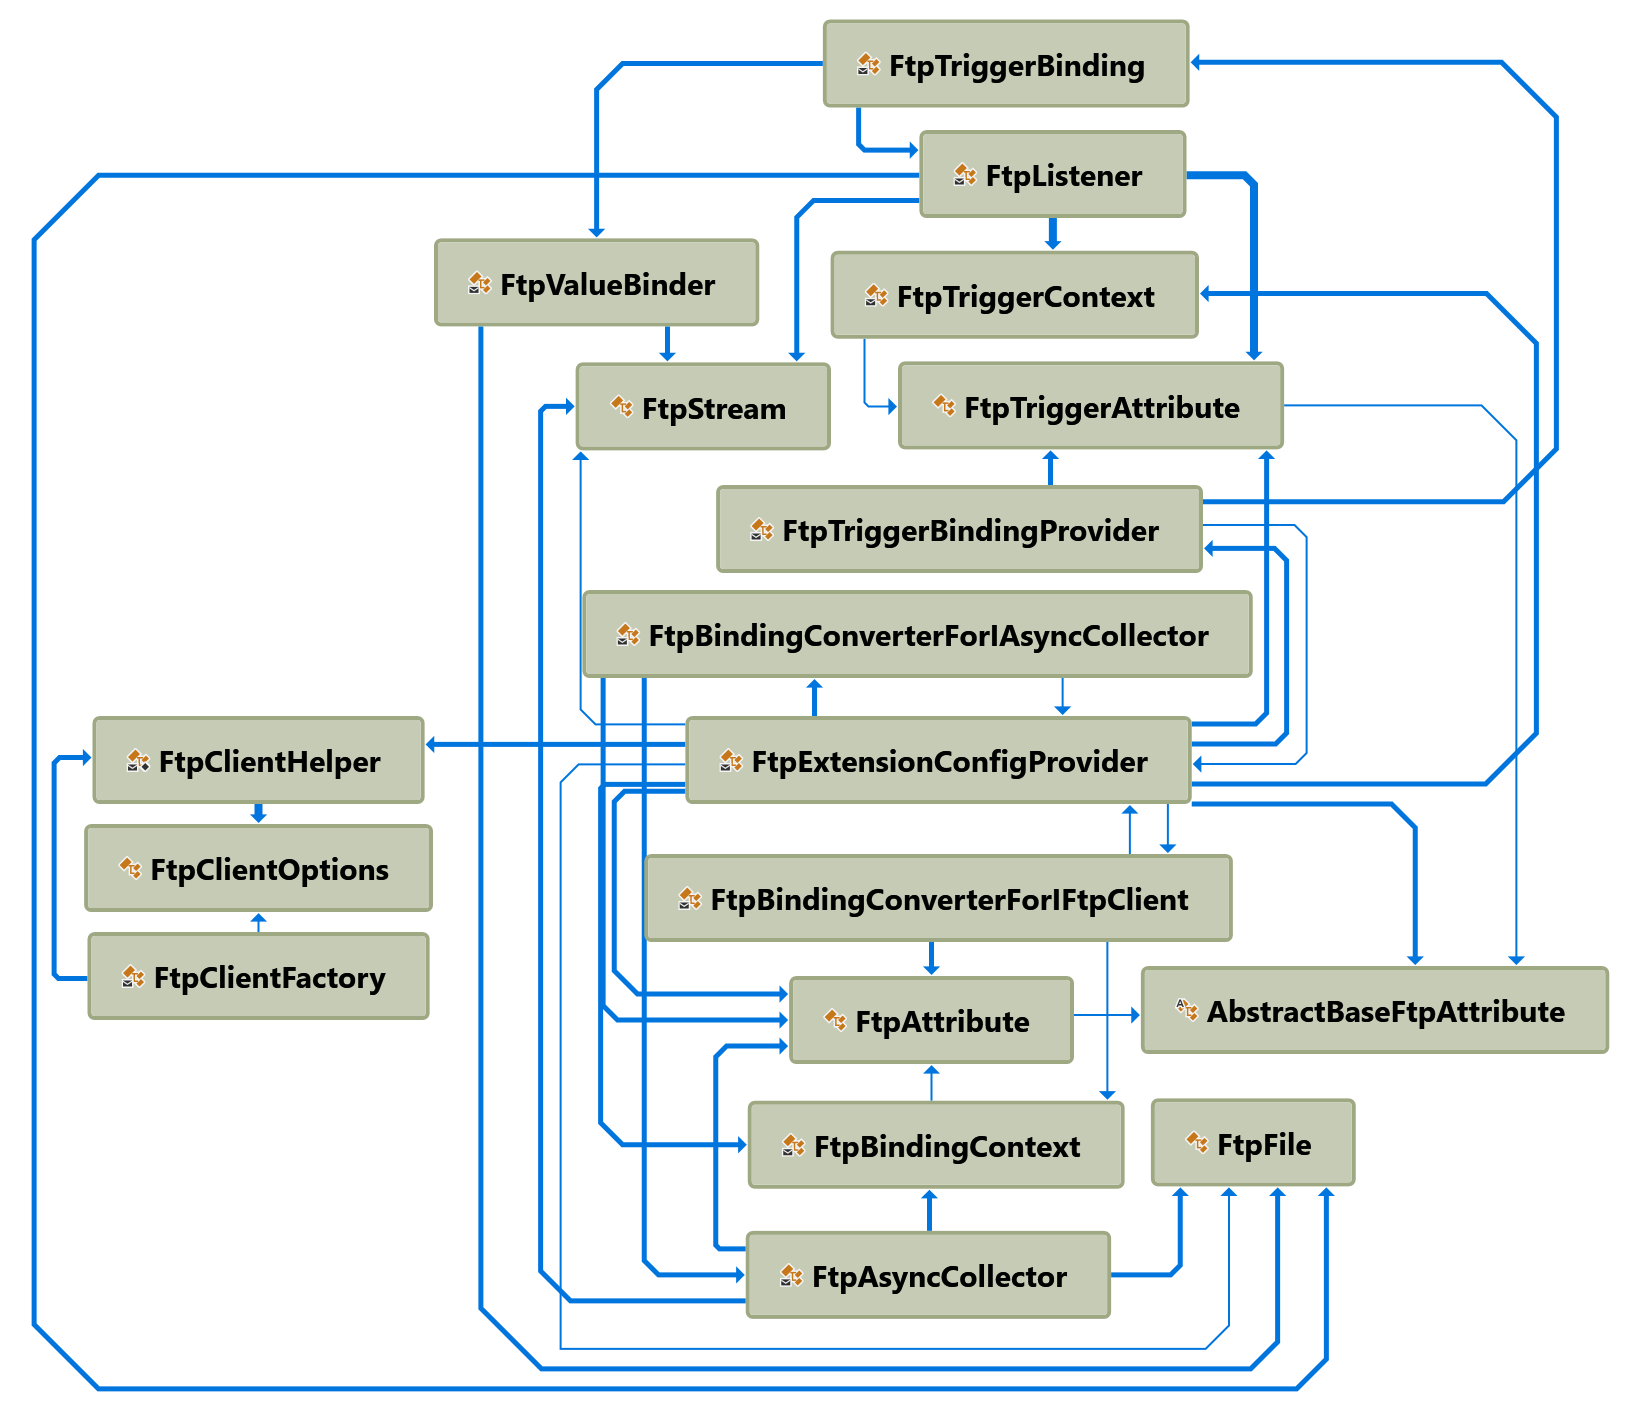 FtpTriggerBinding
FtpListener
FtpValueBinder
FtpTriggerContext
FtpStream
FtpTriggerAttribute
FtpTriggerBindingProvider
FtpBindingConverterForIAsyncCollector
FtpClientHelper
FtpExtensionConfigProvider
FtpClientOptions
FtpBindingConverterForIFtpClient
FtpClientFactory
FtpAttribute
AbstractBaseFtpAttribute
FtpBindingContext
FtpFile
FtpAsyncCollector